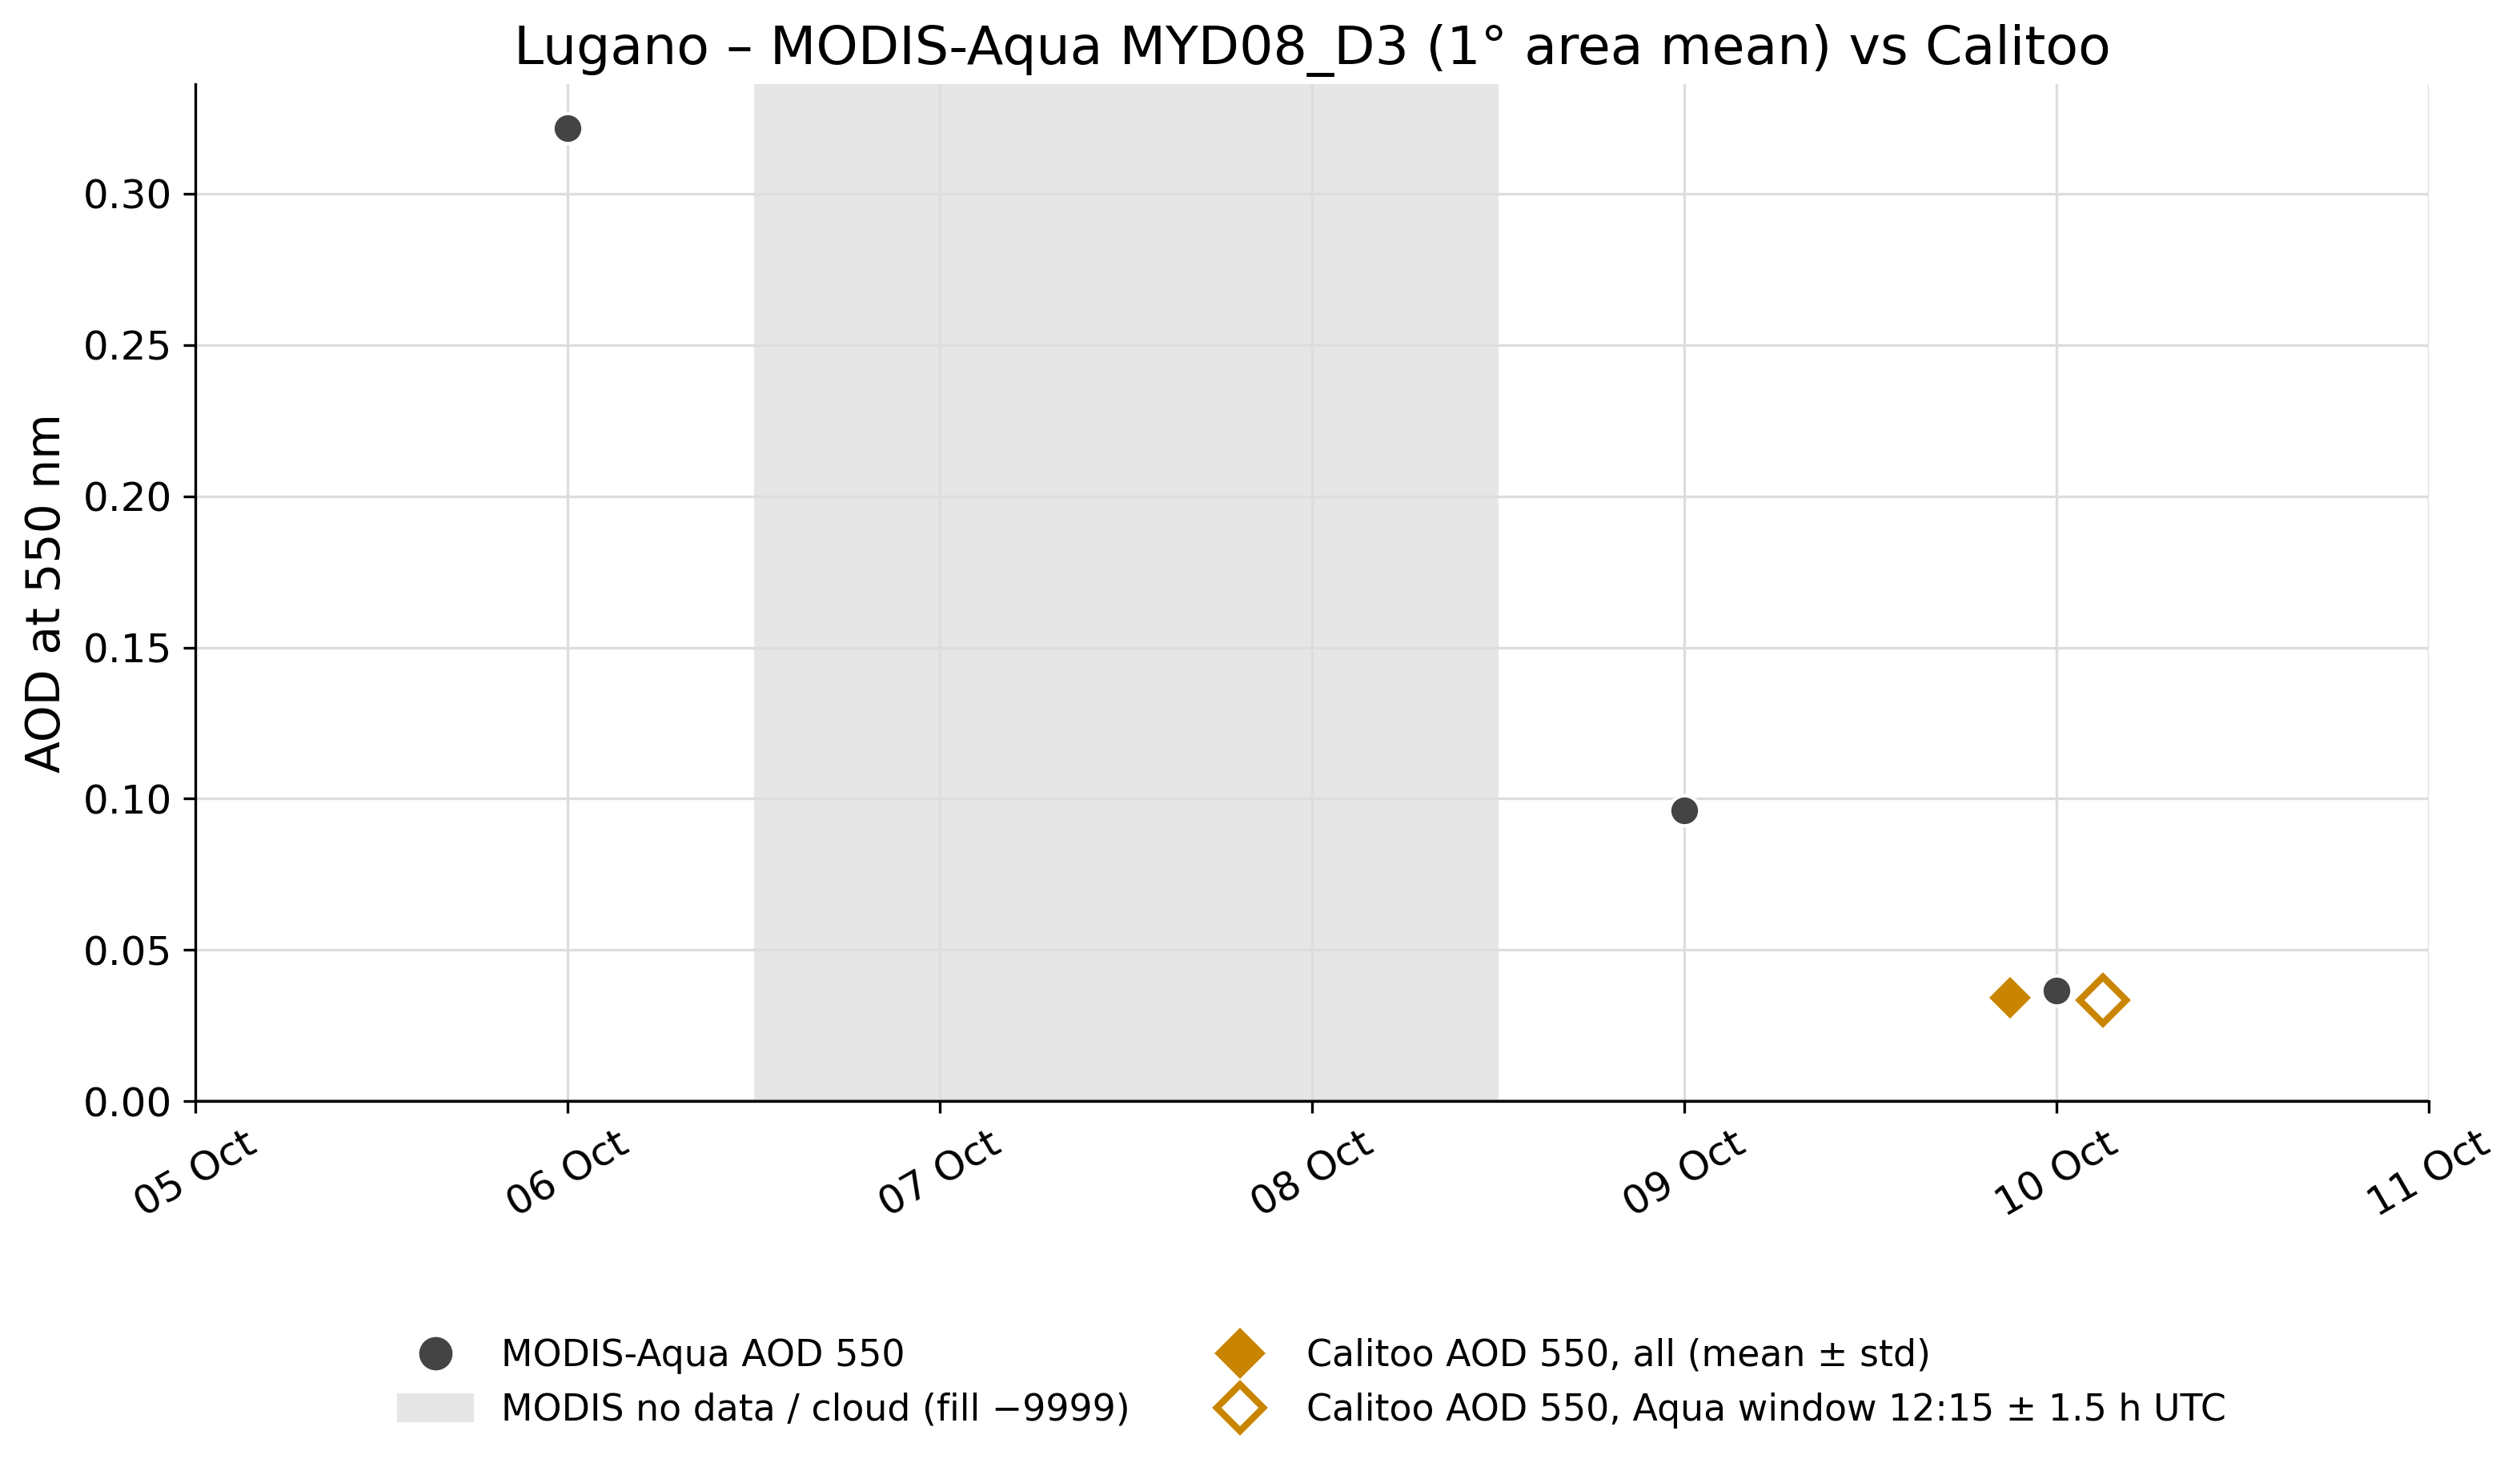 Lugano – MODIS-Aqua MYD08_D3 (1° area mean) vs Calitoo
AOD at 550 nm
0.30
0.25
0.20
0.15
0.10
0.05
0.00
05 Oct
06 Oct
07 Oct
08 Oct
09 Oct
10 Oct
11 Oct
MODIS-Aqua AOD 550
MODIS no data / cloud (fill −9999)
Calitoo AOD 550, all (mean ± std)
Calitoo AOD 550, Aqua window 12:15 ± 1.5 h UTC